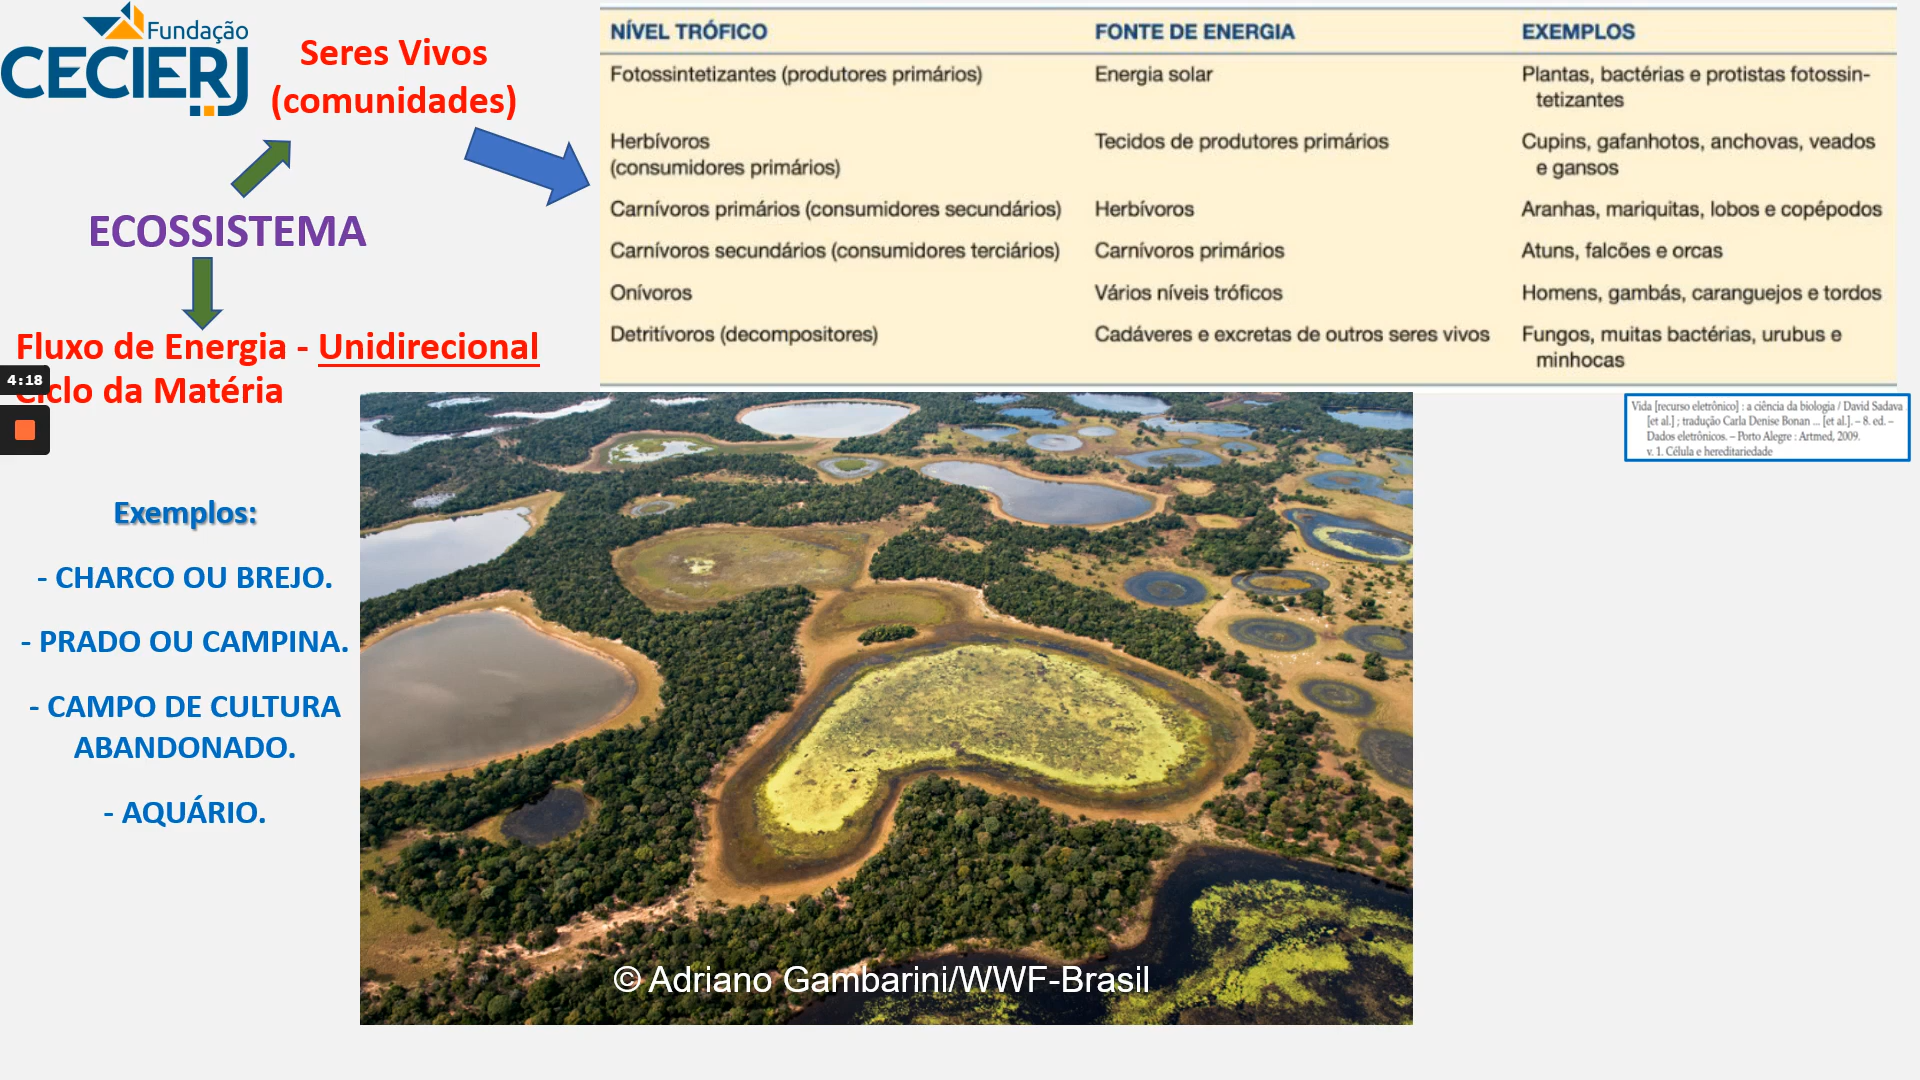 Fundação
CECIERJ
Seres Vivos
(comunidades)
ECOSSISTEMA
Fluxo de Energia - Unidirecional
Ciclo da Matéria
4:18
NÍVEL TRÓFICO FONTE DE ENERGIA EXEMPLOS
Fotossintetizantes (produtores primários) Energia solar Plantas, bactérias e protistas fotossin-
tetizantes
Herbívoros Tecidos de produtores primários Cupins, gafanhotos, anchovas, veados
(consumidores primários) e gansos
Carnívoros primários (consumidores secundários) Herbívoros Aranhas, mariquitas, lobos e copépodos
Carnívoros secundários (consumidores terciários) Carnívoros primários Atuns, falcões e orcas
Onívoros Vários níveis tróficos Homens, gambás, caranguejos e tordos
Detritívoros (decompositores) Cadáveres e excretas de outros seres vivos Fungos, muitas bactérias, urubus e
minhocas
Vida [recurso eletrônico] : a ciência da biologia / David Sadava
[et al.] ; tradução Carla Denise Bonan ... [et al.]. – 8. ed. –
Dados eletrônicos. – Porto Alegre : Artmed, 2009.
v. 1. Célula e hereditariedade
Exemplos:
- CHARCO OU BREJO.
- PRADO OU CAMPINA.
- CAMPO DE CULTURA
ABANDONADO.
- AQUÁRIO.
© Adriano Gambarini/WWF-Brasil